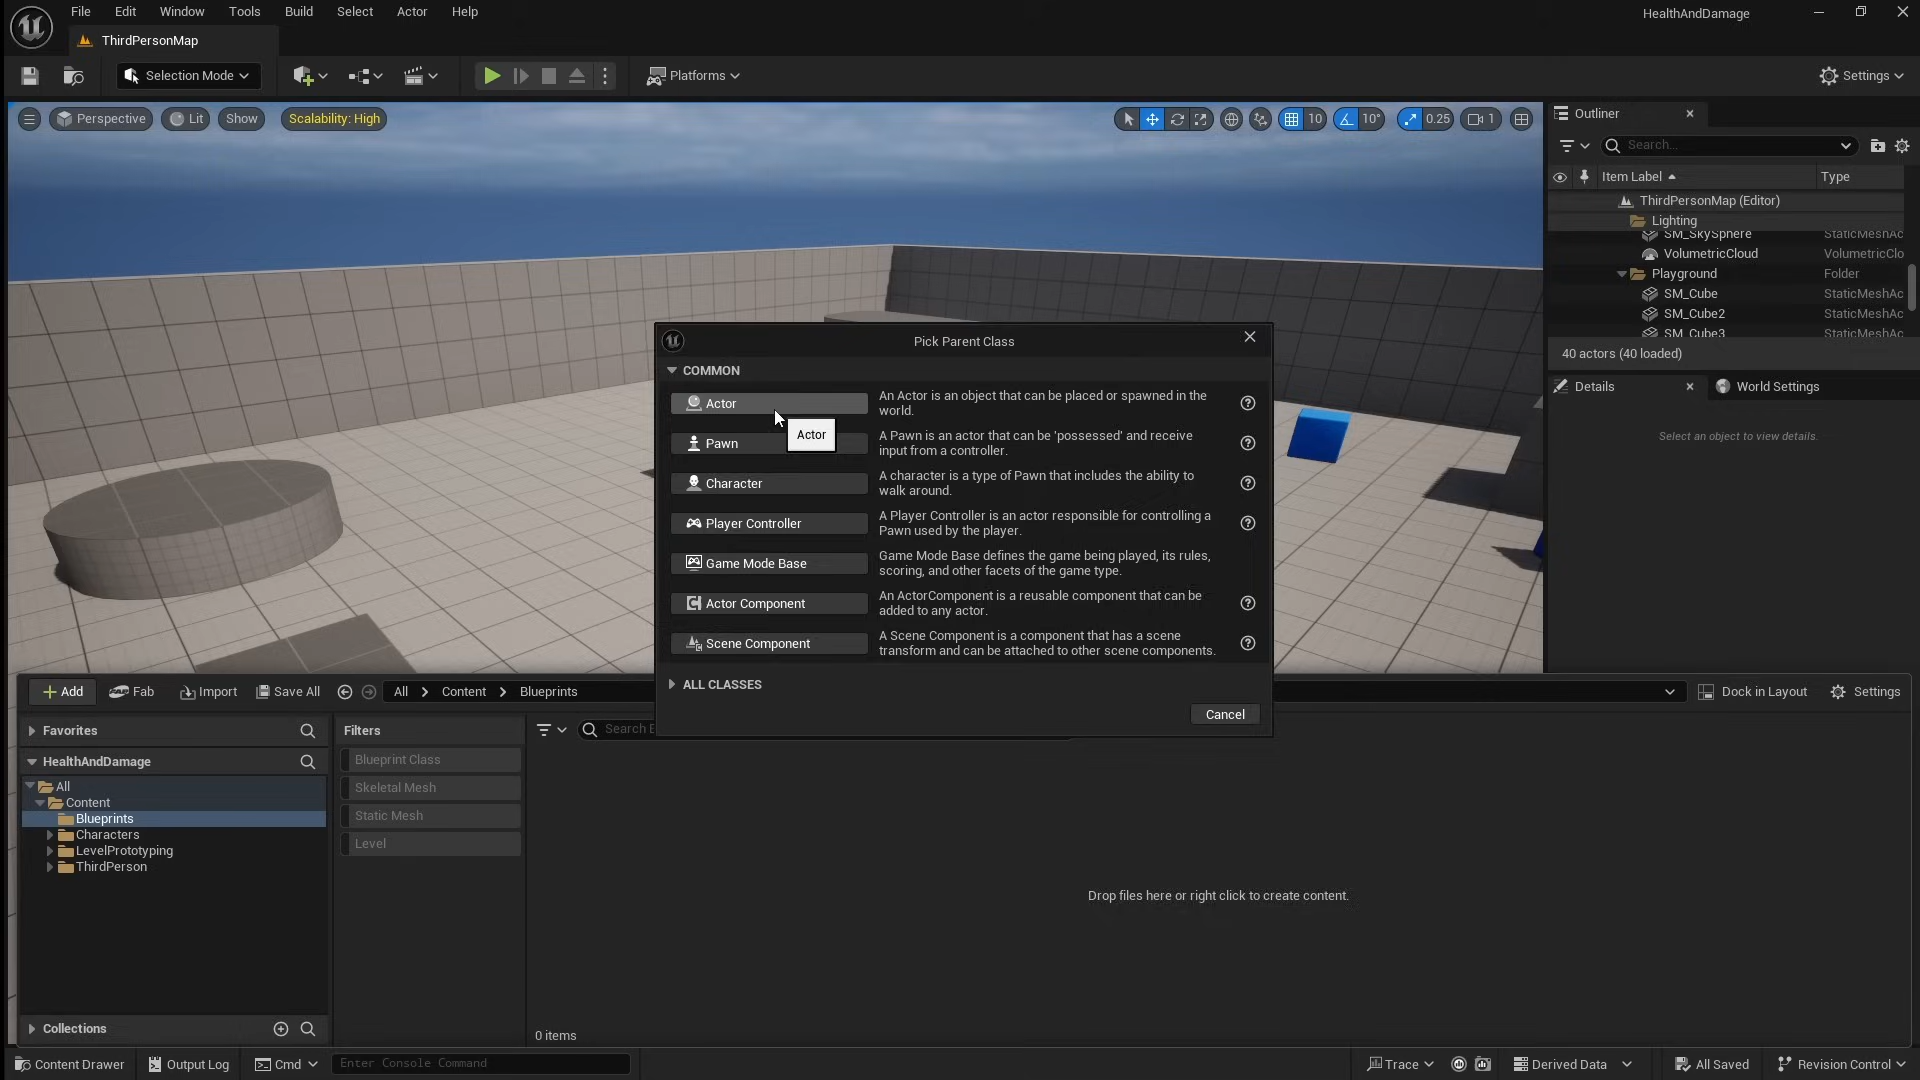 File Edit Window Tools Build Select Actor Help
HealthAndDamage
ThirdPersonMap
Selection Mode
Platforms
Settings
Perspective
Lit
Show
Scalability: High
10
10°
0.25
1
Outliner
Search...
Item Label
Type
ThirdPersonMap (Editor)
Lighting
SM_SkySphere StaticMeshAc
VolumetricCloud VolumetricClo
Playground Folder
SM_Cube StaticMeshAc
SM_Cube2 StaticMeshAc
SM_Cube3 StaticMeshAc
40 actors (40 loaded)
Details
World Settings
Select an object to view details.
Pick Parent Class
COMMON
Actor
An Actor is an object that can be placed or spawned in the
world.
Actor
Pawn
A Pawn is an actor that can be 'possessed' and receive
input from a controller.
Character
A character is a type of Pawn that includes the ability to
walk around.
Player Controller
A Player Controller is an actor responsible for controlling a
Pawn used by the player.
Game Mode Base
Game Mode Base defines the game being played, its rules,
scoring, and other facets of the game type.
Actor Component
An ActorComponent is a reusable component that can be
added to any actor.
Scene Component
A Scene Component is a component that has a scene
transform and can be attached to other scene components.
ALL CLASSES
Cancel
Add
Fab
Import
Save All
All
Content
Blueprints
Dock in Layout
Settings
Favorites
HealthAndDamage
All
Content
Blueprints
Characters
LevelPrototyping
ThirdPerson
Collections
Filters
Blueprint Class
Skeletal Mesh
Static Mesh
Level
Search
Drop files here or right click to create content.
0 items
Content Drawer
Output Log
Cmd
Enter Console Command
Trace
Derived Data
All Saved
Revision Control